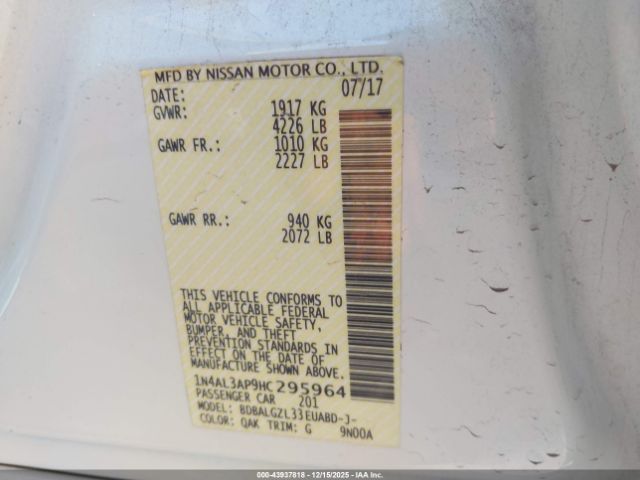 MFD BY NISSAN MOTOR CO., LTD.
DATE: 07/17
GVWR: 1917 KG
4226 LB
GAWR FR.: 1010 KG
2227 LB
GAWR RR.: 940 KG
2072 LB
THIS VEHICLE CONFORMS TO
ALL APPLICABLE FEDERAL
MOTOR VEHICLE SAFETY,
BUMPER, AND THEFT
PREVENTION STANDARDS IN
EFFECT ON THE DATE OF
MANUFACTURE SHOWN ABOVE.
1N4AL3AP9HC295964
PASSENGER CAR 201
MODEL: BDBALGZL33EUABD-J-
COLOR: QAK TRIM: G 9N00A
000-43937818 - 12/15/2025 - IAAI.COM